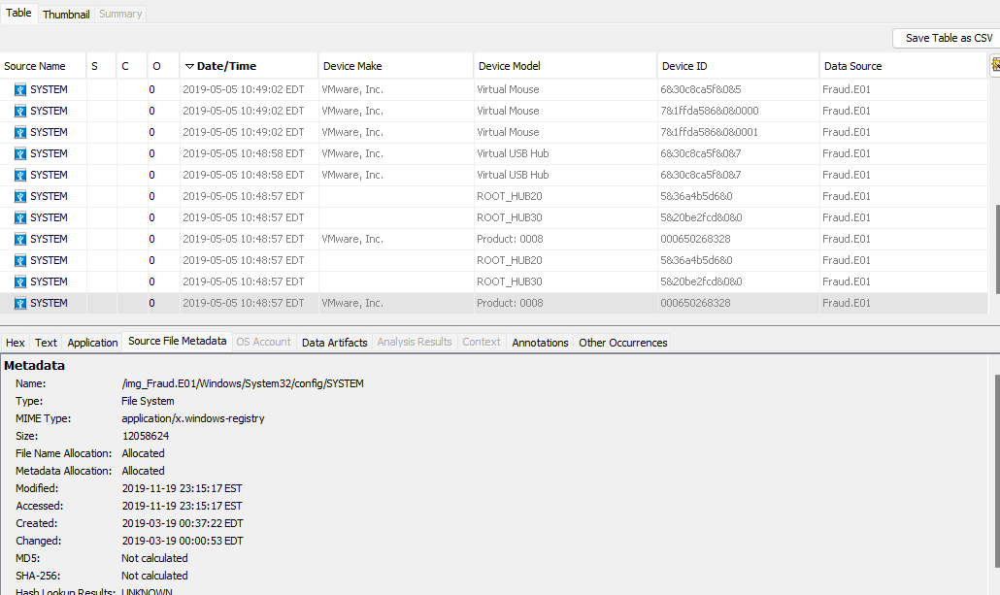 Table Thumbnail Summary
Save Table as CSV
Source Name S C O Date/Time Device Make Device Model Device ID Data Source
SYSTEM 0 2019-05-05 10:49:02 EDT VMware, Inc. Virtual Mouse 6&30c8ca5f&0&5 Fraud.E01
SYSTEM 0 2019-05-05 10:49:02 EDT VMware, Inc. Virtual Mouse 7&1ffda586&0&0000 Fraud.E01
SYSTEM 0 2019-05-05 10:49:02 EDT VMware, Inc. Virtual Mouse 7&1ffda586&0&0001 Fraud.E01
SYSTEM 0 2019-05-05 10:48:58 EDT VMware, Inc. Virtual USB Hub 6&30c8ca5f&0&7 Fraud.E01
SYSTEM 0 2019-05-05 10:48:58 EDT VMware, Inc. Virtual USB Hub 6&30c8ca5f&0&7 Fraud.E01
SYSTEM 0 2019-05-05 10:48:57 EDT ROOT_HUB20 5&36a4b5d6&0 Fraud.E01
SYSTEM 0 2019-05-05 10:48:57 EDT ROOT_HUB30 5&20be2fcd&0&0 Fraud.E01
SYSTEM 0 2019-05-05 10:48:57 EDT VMware, Inc. Product: 0008 000650268328 Fraud.E01
SYSTEM 0 2019-05-05 10:48:57 EDT ROOT_HUB20 5&36a4b5d6&0 Fraud.E01
SYSTEM 0 2019-05-05 10:48:57 EDT ROOT_HUB30 5&20be2fcd&0&0 Fraud.E01
SYSTEM 0 2019-05-05 10:48:57 EDT VMware, Inc. Product: 0008 000650268328 Fraud.E01
Hex Text Application Source File Metadata OS Account Data Artifacts Analysis Results Context Annotations Other Occurrences
Metadata
Name: /img_Fraud.E01/Windows/System32/config/SYSTEM
Type: File System
MIME Type: application/x.windows-registry
Size: 12058624
File Name Allocation: Allocated
Metadata Allocation: Allocated
Modified: 2019-11-19 23:15:17 EST
Accessed: 2019-11-19 23:15:17 EST
Created: 2019-03-19 00:37:22 EDT
Changed: 2019-03-19 00:00:53 EDT
MD5: Not calculated
SHA-256: Not calculated
Hash Lookup Results: UNKNOWN